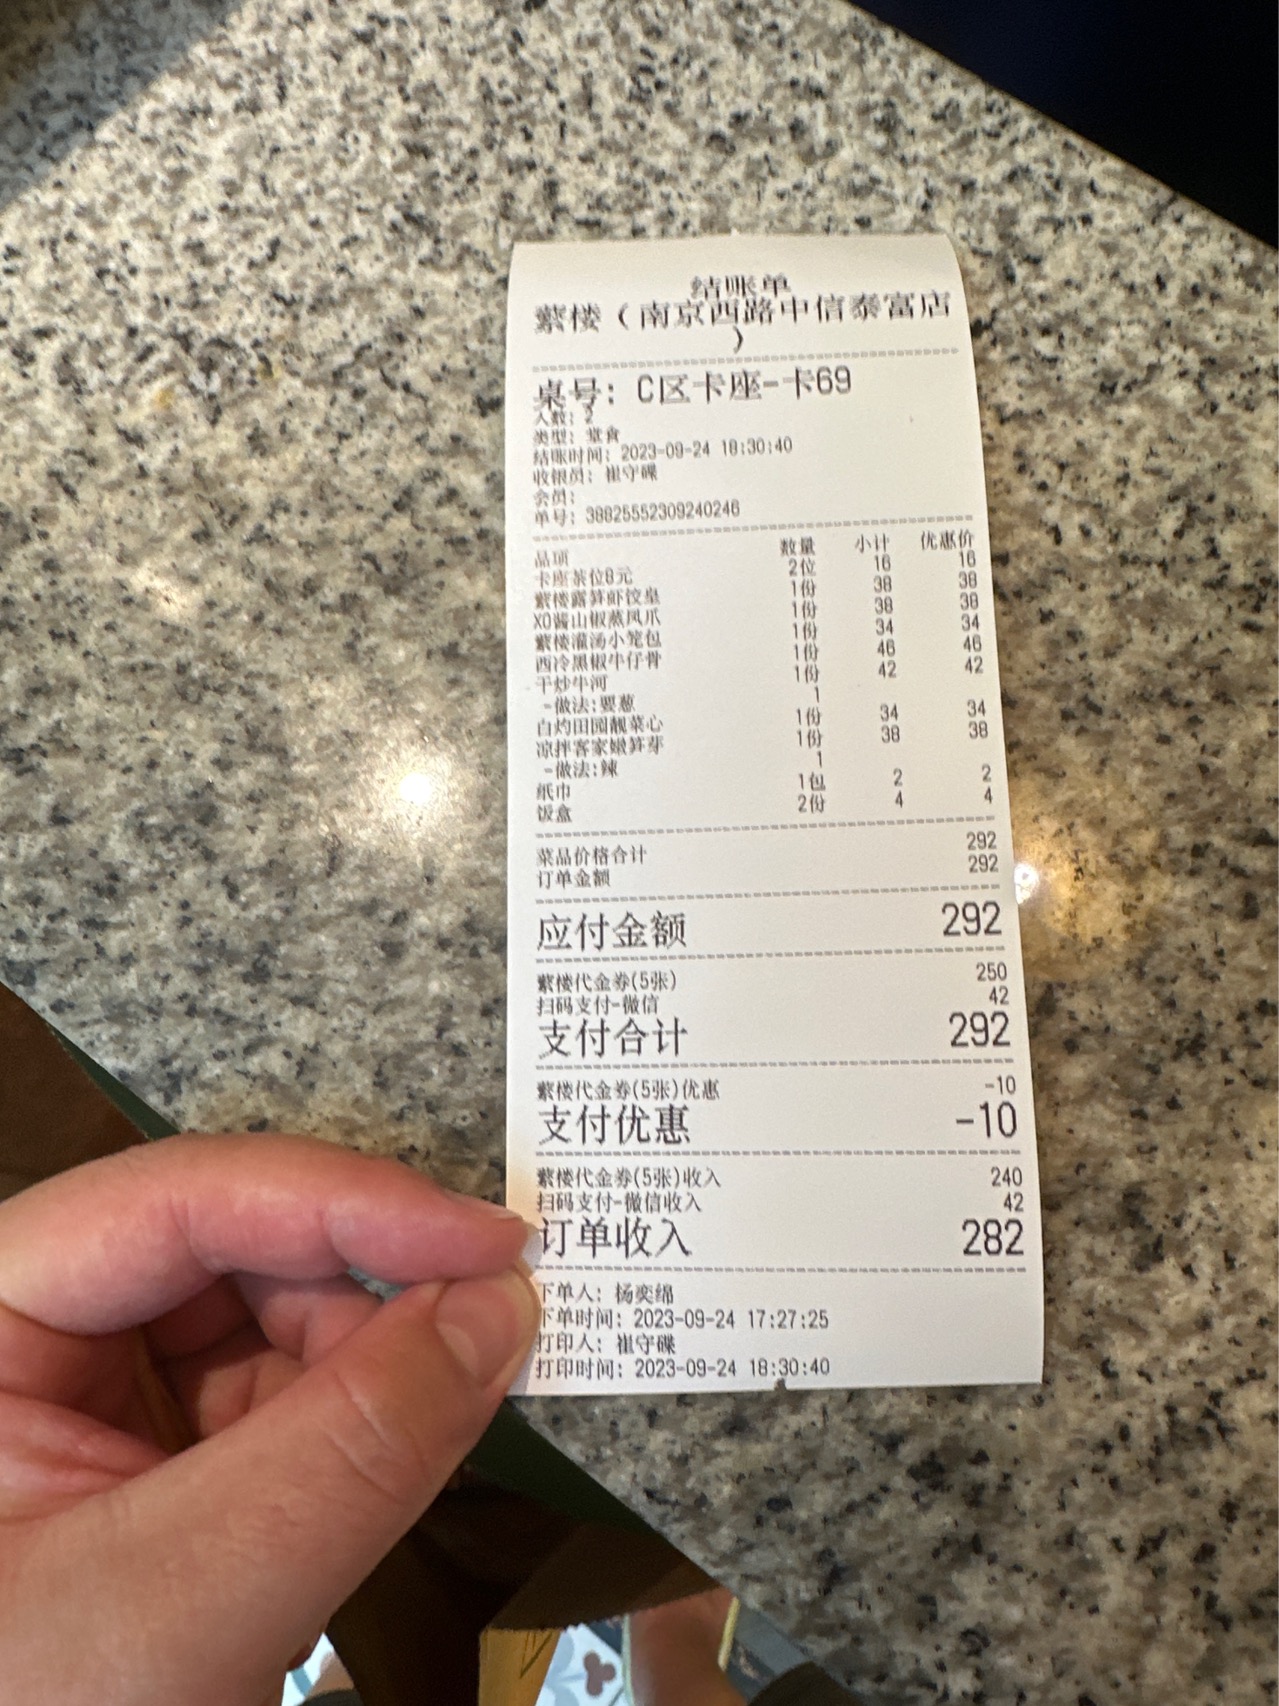 结账单
蘩楼（南京西路中信泰富店
）
桌号: C区卡座-卡69
人数: 2
类型: 堂食
结账时间: 2023-09-24 18:30:40
收银员: 崔守碟
会员:
单号: 38825552309240246
品项 数量 小计 优惠价
卡座茶位8元 2位 16 16
蘩楼露笋虾饺皇 1份 38 38
XO酱山椒蒸凤爪 1份 38 38
蘩楼灌汤小笼包 1份 34 34
西冷黑椒牛仔骨 1份 46 46
干炒牛河 1份 42 42
-做法:要葱 1
白灼田园靓菜心 1份 34 34
凉拌客家嫩笋芽 1份 38 38
-做法:辣 1
纸巾 1包 2 2
饭盒 2份 4 4
菜品价格合计 292
订单金额 292
应付金额 292
蘩楼代金券(5张) 250
扫码支付-微信 42
支付合计 292
蘩楼代金券(5张)优惠 -10
支付优惠 -10
蘩楼代金券(5张)收入 240
扫码支付-微信收入 42
订单收入 282
下单人: 杨奕绵
下单时间: 2023-09-24 17:27:25
打印人: 崔守碟
打印时间: 2023-09-24 18:30:40